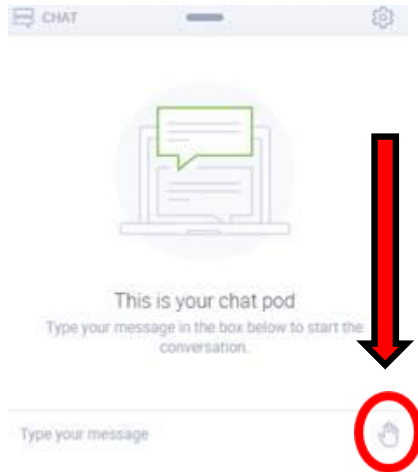 CHAT
This is your chat pod
Type your message in the box below to start the
conversation.
Type your message